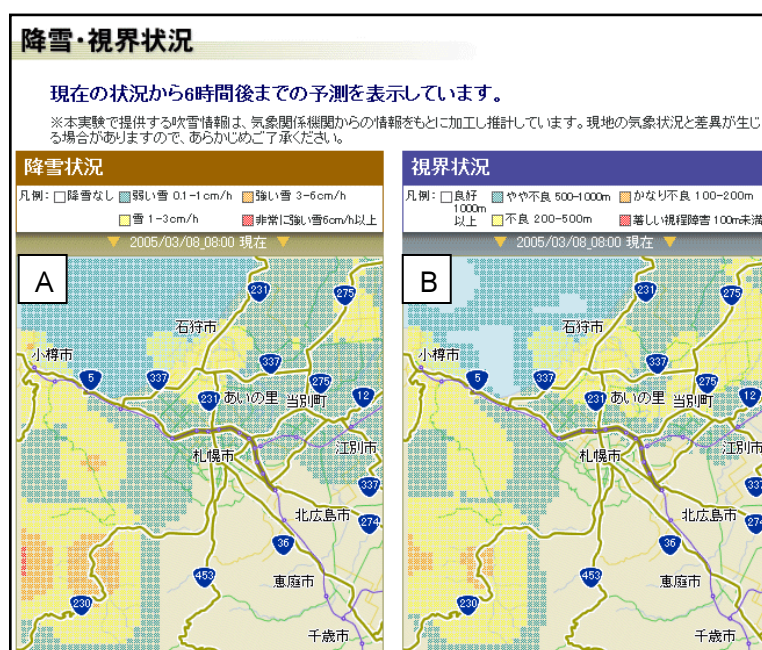 降雪・視界状況
現在の状況から6時間後までの予測を表示しています。
※本実験で提供する吹雪情報は、気象関係機関からの情報をもとに加工し推計しています。現地の気象状況と差異が生じ
る場合がありますので、あらかじめご了承ください。
降雪状況
凡例：□降雪なし 弱い雪 0.1-1cm/h 強い雪 3-6cm/h
雪 1-3cm/h 非常に強い雪6cm/h以上
2005/03/08_08:00 現在
A
231
275
石狩市
小樽市
5
337
337
275
231
あいの里
当別町
12
札幌市
江別市
337
北広島市
274
36
453
恵庭市
230
千歳市
視界状況
凡例：□良好 1000m 以上 やや不良 500-1000m かなり不良 100-200m
不良 200-500m 著しい視程障害 100m未満
2005/03/08_08:00 現在
B
231
275
石狩市
小樽市
5
337
337
275
231
あいの里
当別町
12
札幌市
江別市
337
北広島市
274
36
453
恵庭市
230
千歳市